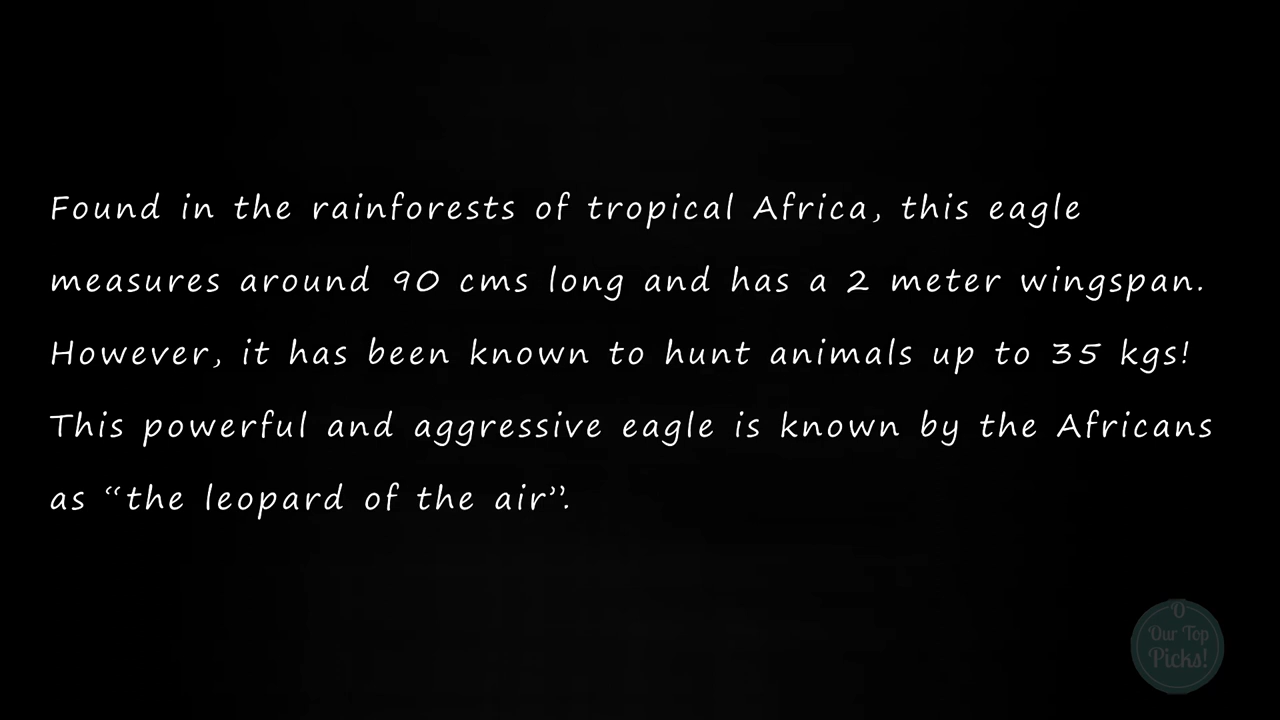 Found in the rainforests of tropical Africa, this eagle
measures around 90 cms long and has a 2 meter wingspan.
However, it has been known to hunt animals up to 35 kgs!
This powerful and aggressive eagle is known by the Africans
as “the leopard of the air”.
O
Our Top
Picks!